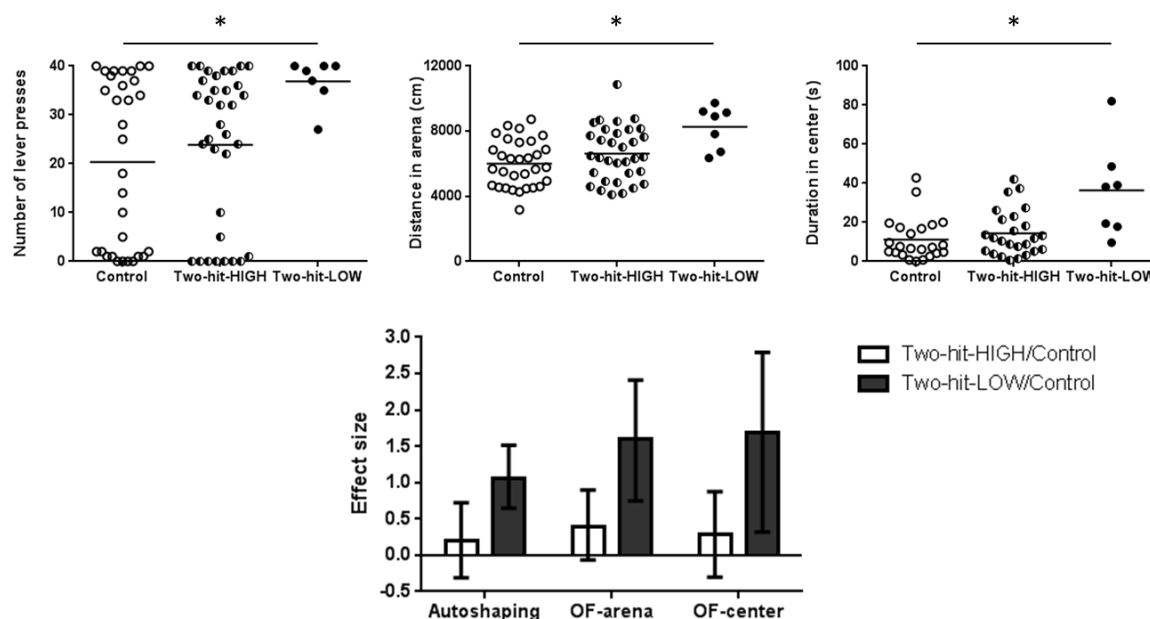 *
*
*
Number of lever presses
40
30
20
10
0
Control
Two-hit-HIGH
Two-hit-LOW
Distance in arena (cm)
12000
8000
4000
0
Control
Two-hit-HIGH
Two-hit-LOW
Duration in center (s)
100
80
60
40
20
0
Control
Two-hit-HIGH
Two-hit-LOW
Effect size
3.0
2.5
2.0
1.5
1.0
0.5
0.0
-0.5
Autoshaping
OF-arena
OF-center
Two-hit-HIGH/Control
Two-hit-LOW/Control